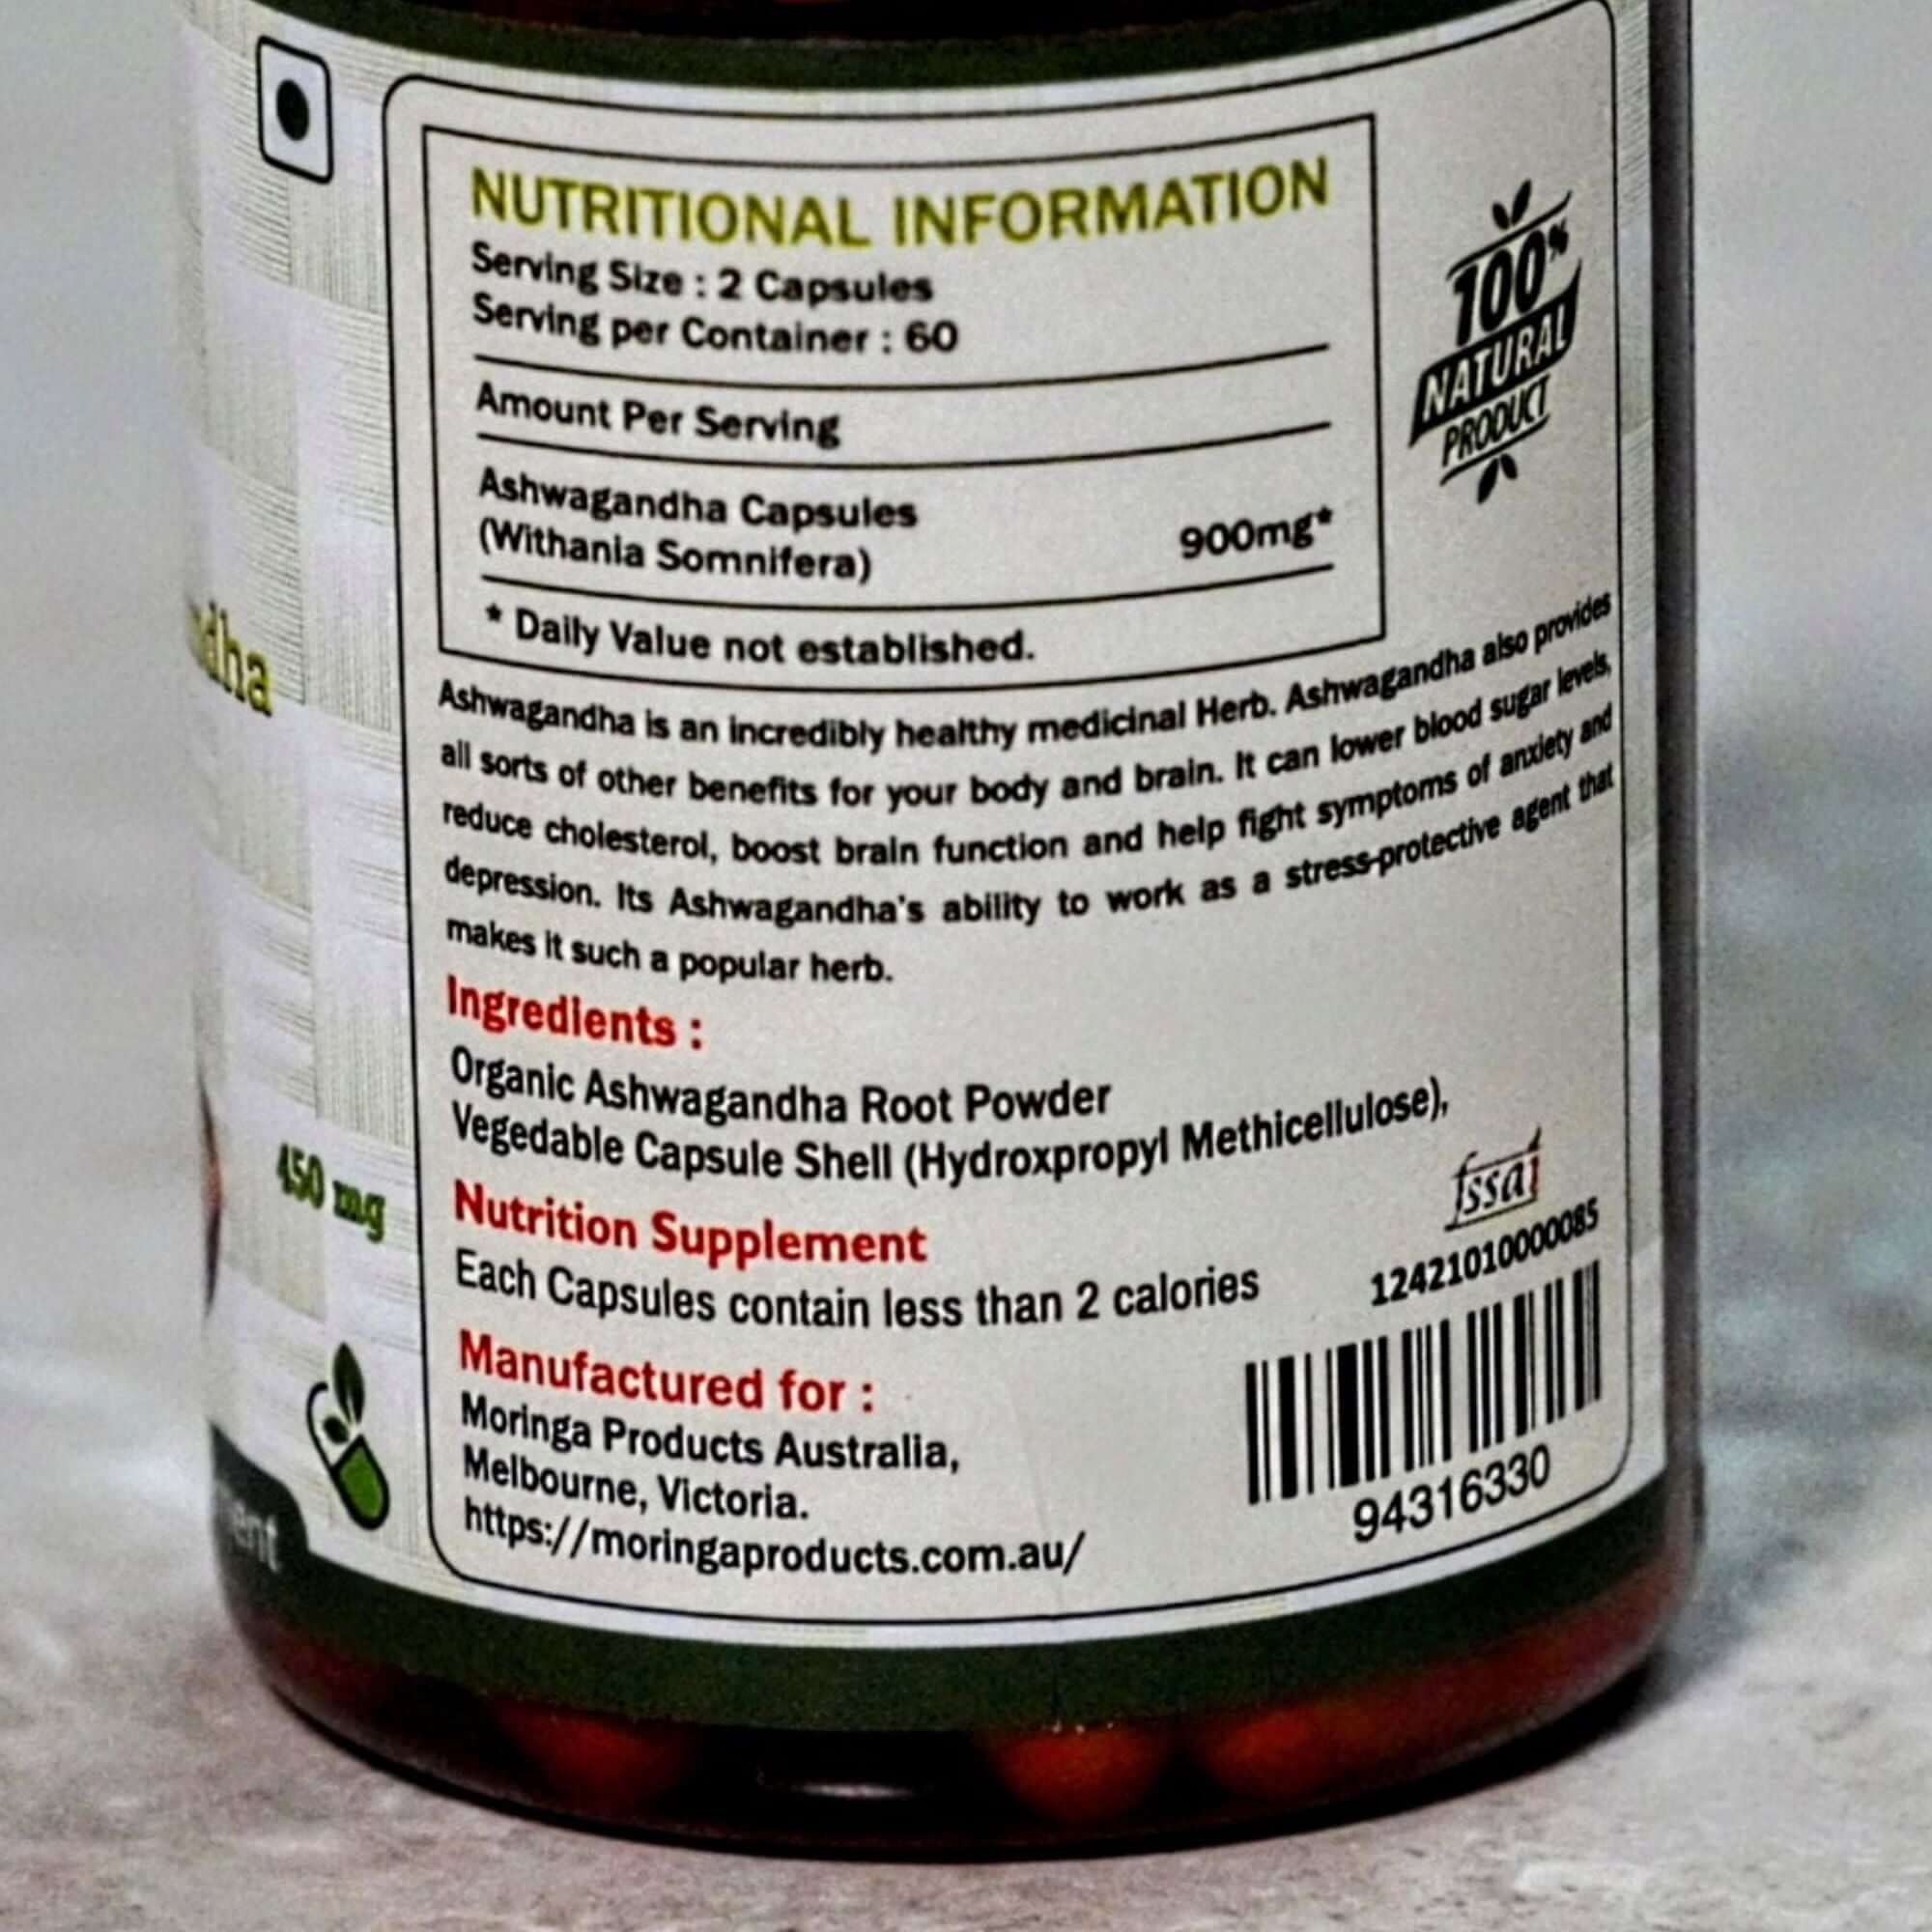 NUTRITIONAL INFORMATION
Serving Size : 2 Capsules
Serving per Container : 60
Amount Per Serving
Ashwagandha Capsules
(Withania Somnifera) 900mg*
* Daily Value not established.
100%
NATURAL
PRODUCT
Ashwagandha is an incredibly healthy medicinal Herb. Ashwagandha also provides
all sorts of other benefits for your body and brain. It can lower blood sugar levels,
reduce cholesterol, boost brain function and help fight symptoms of anxiety and
depression. Its Ashwagandha's ability to work as a stress-protective agent that
makes it such a popular herb.
Ingredients :
Organic Ashwagandha Root Powder
Vegedable Capsule Shell (Hydroxpropyl Methicellulose),
Nutrition Supplement
Each Capsules contain less than 2 calories
fssai
12421010000085
Manufactured for :
Moringa Products Australia,
Melbourne, Victoria.
https://moringaproducts.com.au/
94316330
450 mg